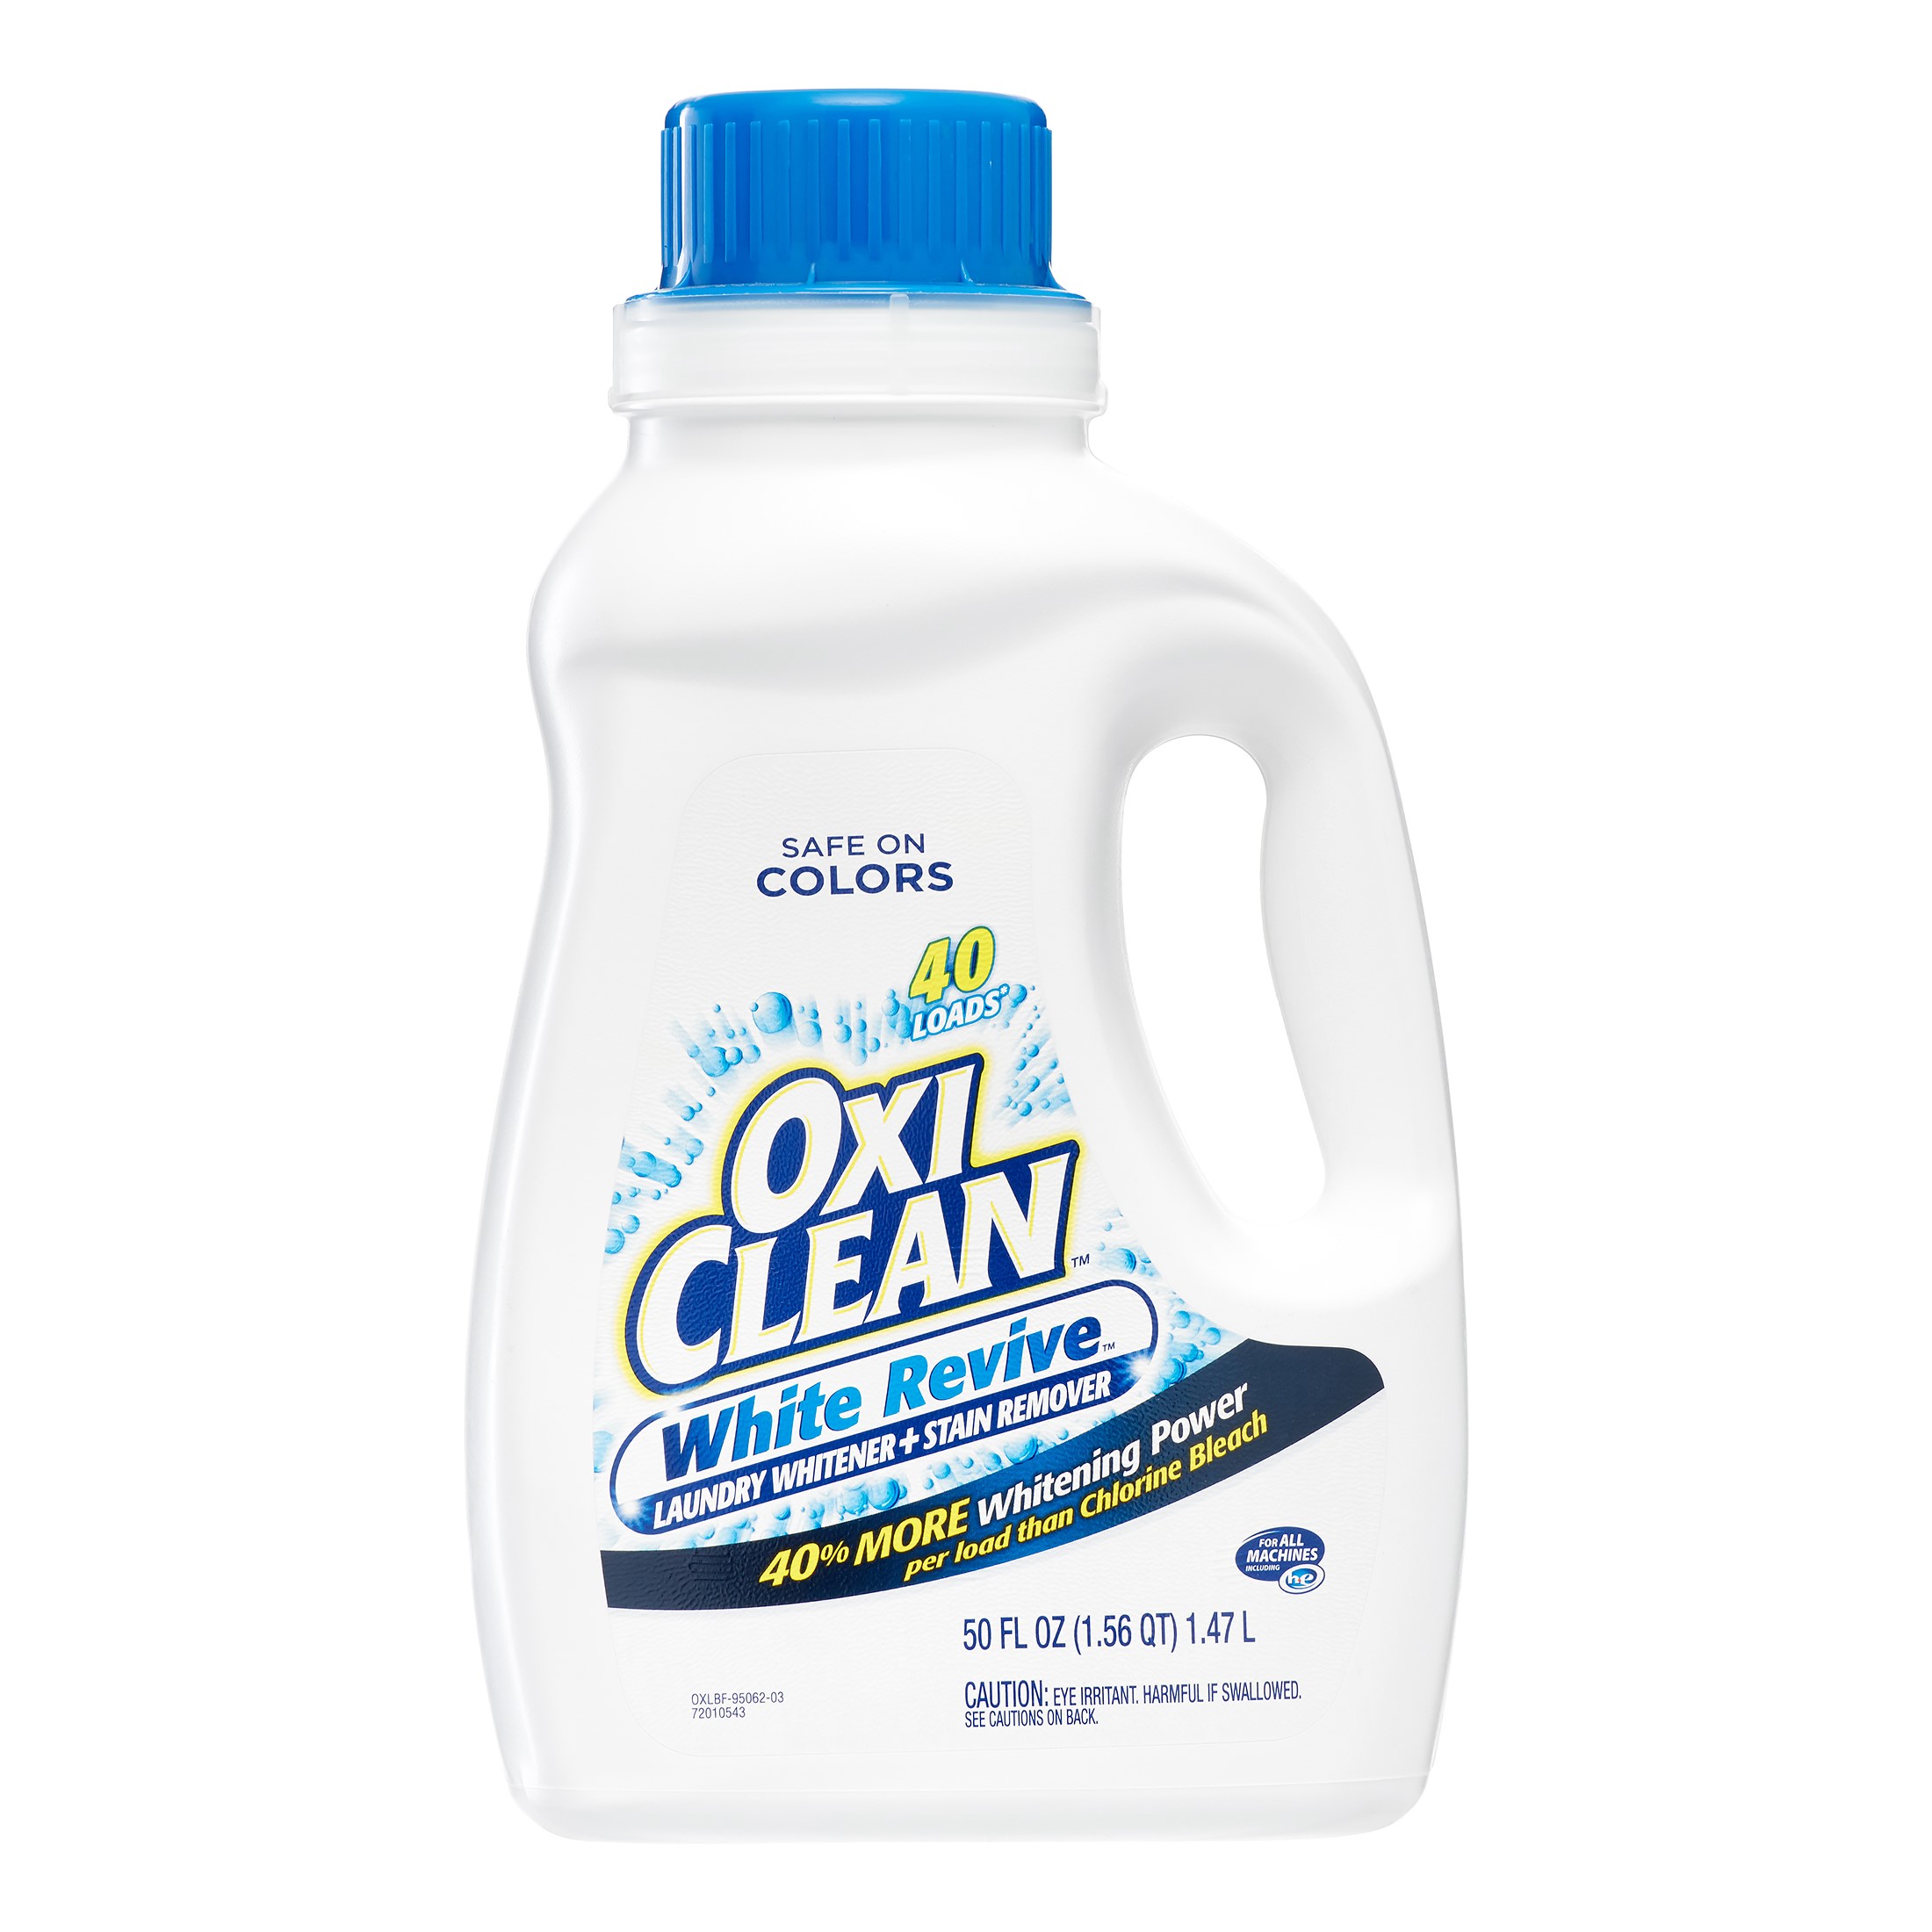 SAFE ON
COLORS
40
LOADS*
OXI
CLEAN™
White Revive™
LAUNDRY WHITENER + STAIN REMOVER
40% MORE Whitening Power
per load than Chlorine Bleach
FOR ALL
MACHINES
INCLUDING he
50 FL OZ (1.56 QT) 1.47 L
OXLBF-95062-03
72010543
CAUTION: EYE IRRITANT. HARMFUL IF SWALLOWED.
SEE CAUTIONS ON BACK.